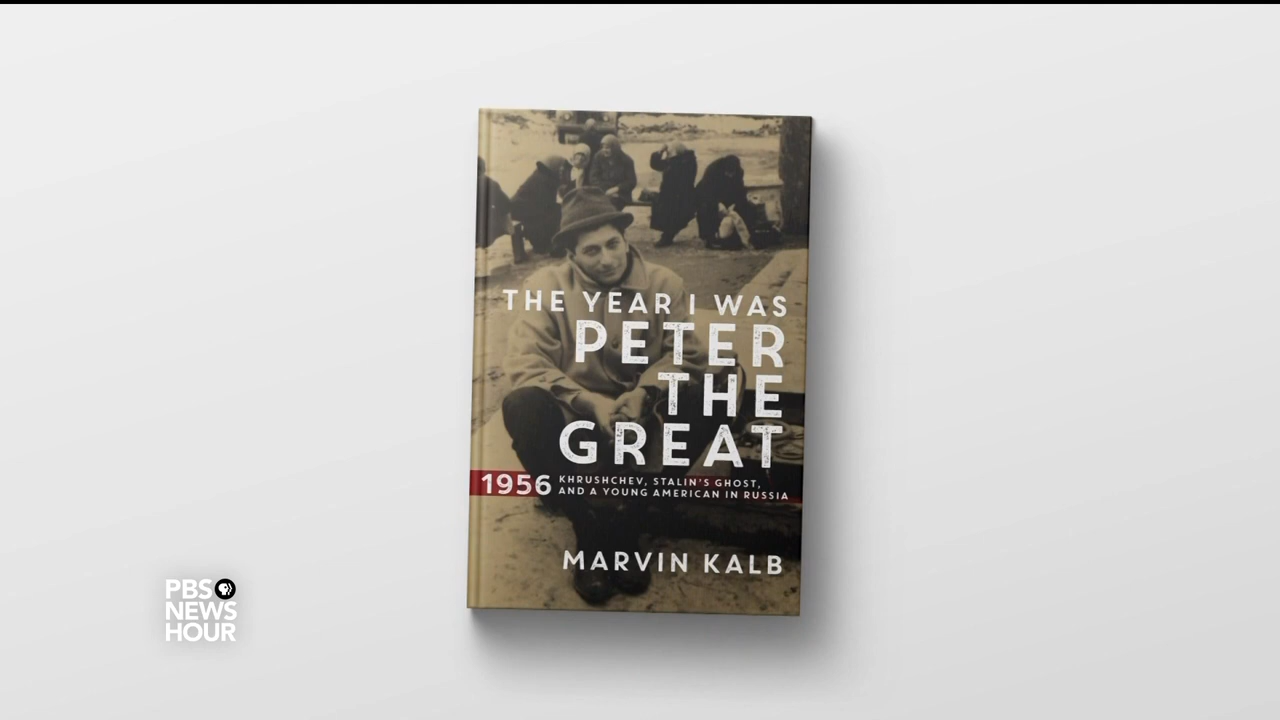 THE YEAR I WAS
PETER
THE
GREAT
1956 KHRUSHCHEV, STALIN'S GHOST,
AND A YOUNG AMERICAN IN RUSSIA
MARVIN KALB
PBS
NEWS
HOUR